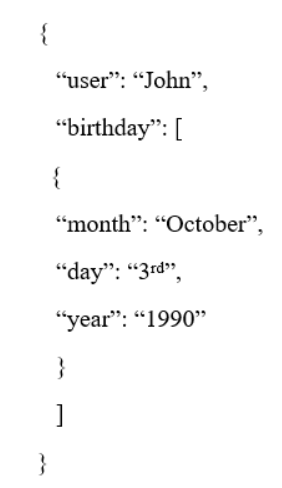 {
“user”: “John”,
“birthday”: [
{
“month”: “October”,
“day”: “3rd”,
“year”: “1990”
}
]
}